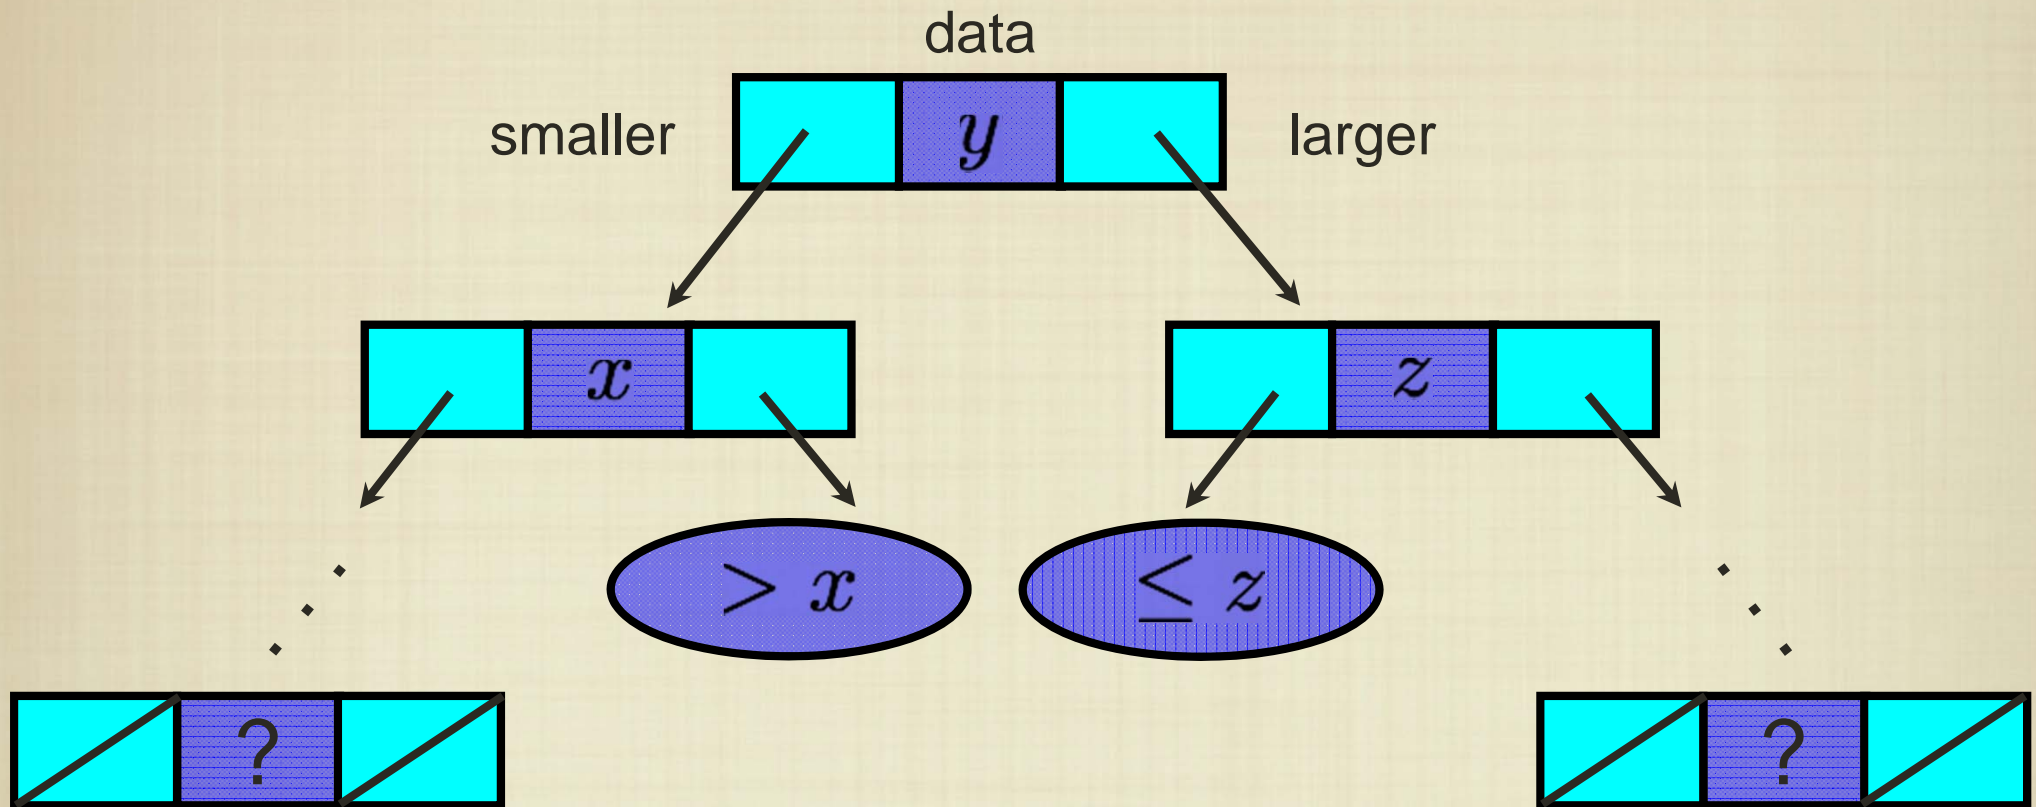 data
smaller y larger
x z
> x ≤ z
? ?